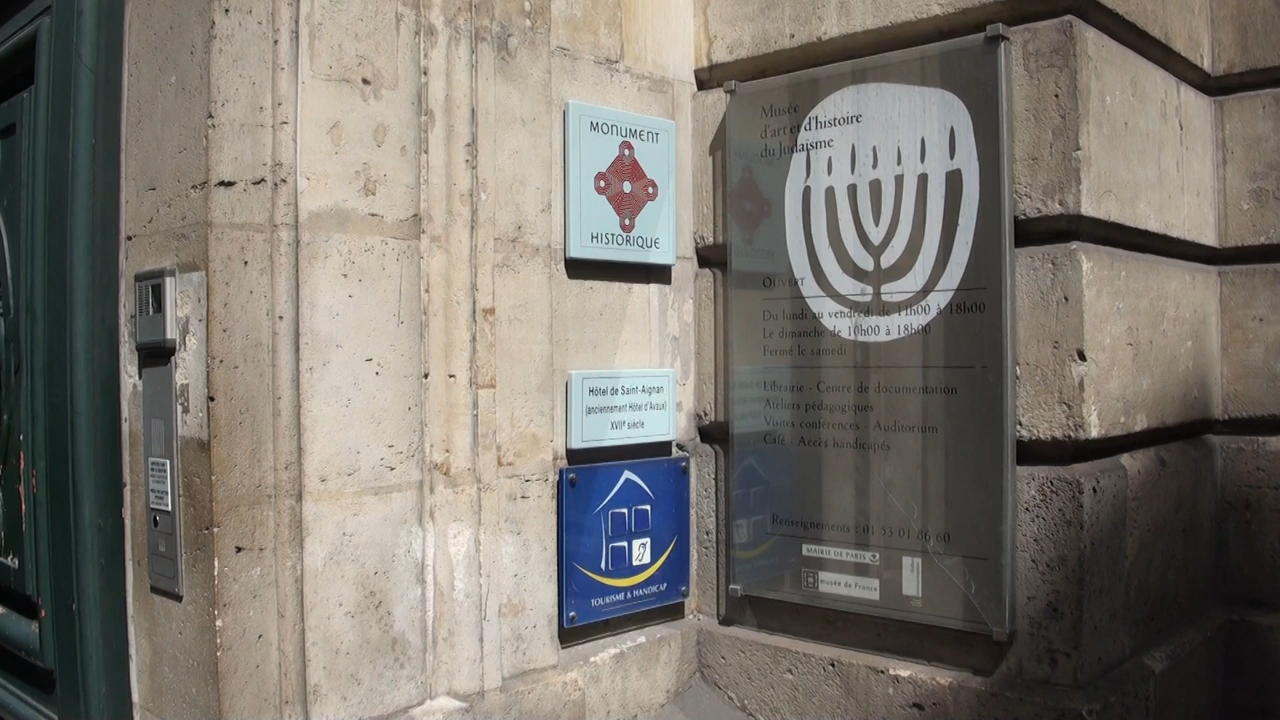 MONUMENT
HISTORIQUE
Hôtel de Saint-Aignan
(anciennement Hôtel d'Avaux)
XVIIe siècle
TOURISME & HANDICAP
Musée
d'art et d'histoire
du Judaïsme
Ouvert
Du lundi au vendredi de 11h00 à 18h00
Le dimanche de 10h00 à 18h00
Fermé le samedi
Librairie - Centre de documentation
Ateliers pédagogiques
Visites conférences - Auditorium
Café - Accès handicapés
Renseignements : 01 53 01 86 60
MAIRIE DE PARIS
musée de France